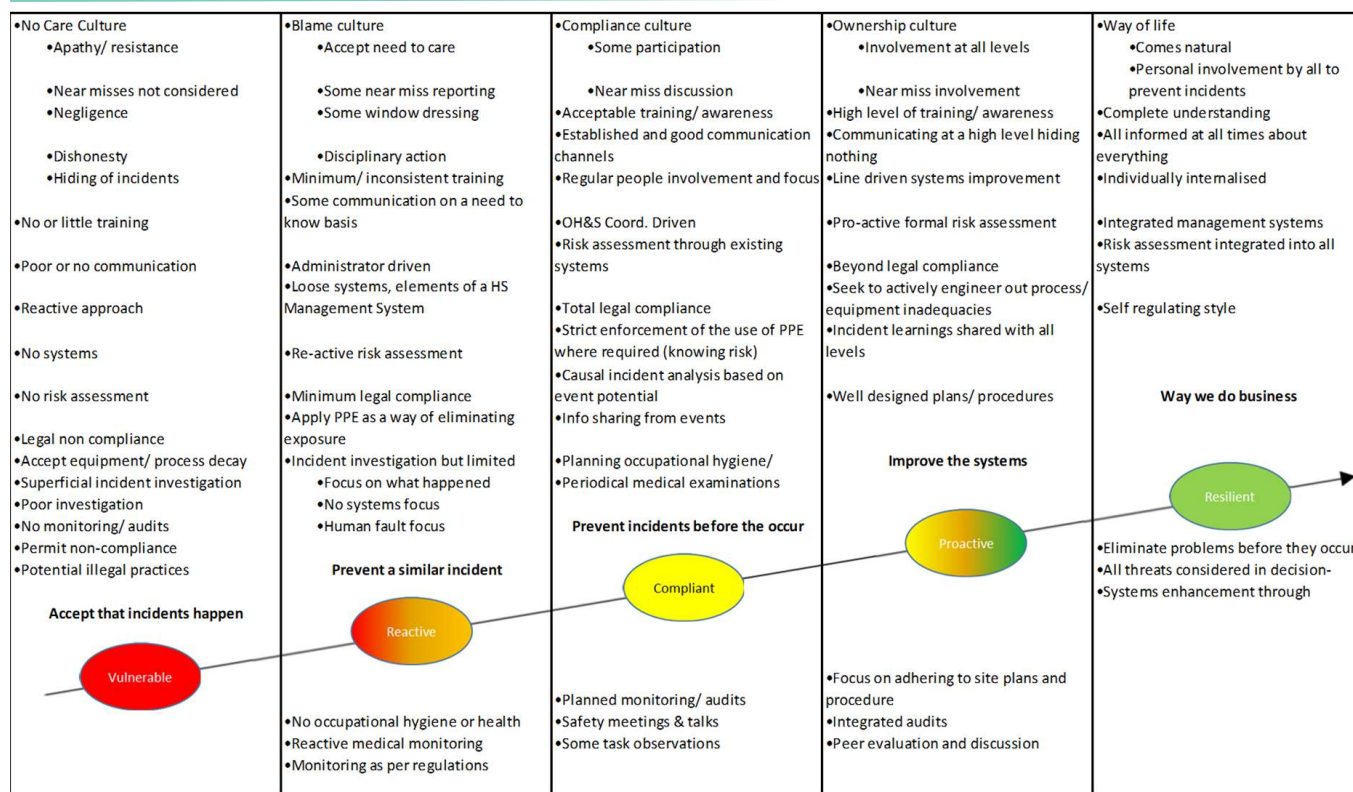 •No Care Culture
•Apathy/ resistance
•Near misses not considered
•Negligence
•Dishonesty
•Hiding of incidents
•No or little training
•Poor or no communication
•Reactive approach
•No systems
•No risk assessment
•Legal non compliance
•Accept equipment/ process decay
•Superficial incident investigation
•Poor investigation
•No monitoring/ audits
•Permit non-compliance
•Potential illegal practices
Accept that incidents happen
Vulnerable
•Blame culture
•Accept need to care
•Some near miss reporting
•Some window dressing
•Disciplinary action
•Minimum/ inconsistent training
•Some communication on a need to
know basis
•Administrator driven
•Loose systems, elements of a HS
Management System
•Re-active risk assessment
•Minimum legal compliance
•Apply PPE as a way of eliminating
exposure
•Incident investigation but limited
•Focus on what happened
•No systems focus
•Human fault focus
Prevent a similar incident
Reactive
•No occupational hygiene or health
•Reactive medical monitoring
•Monitoring as per regulations
•Compliance culture
•Some participation
•Near miss discussion
•Acceptable training/ awareness
•Established and good communication
channels
•Regular people involvement and focus
•OH&S Coord. Driven
•Risk assessment through existing
systems
•Total legal compliance
•Strict enforcement of the use of PPE
where required (knowing risk)
•Causal incident analysis based on
event potential
•Info sharing from events
•Planning occupational hygiene/
•Periodical medical examinations
Prevent incidents before the occur
Compliant
•Planned monitoring/ audits
•Safety meetings & talks
•Some task observations
•Ownership culture
•Involvement at all levels
•Near miss involvement
•High level of training/ awareness
•Communicating at a high level hiding
nothing
•Line driven systems improvement
•Pro-active formal risk assessment
•Beyond legal compliance
•Seek to actively engineer out process/
equipment inadequacies
•Incident learnings shared with all
levels
•Well designed plans/ procedures
Improve the systems
Proactive
•Focus on adhering to site plans and
procedure
•Integrated audits
•Peer evaluation and discussion
•Way of life
•Comes natural
•Personal involvement by all to
prevent incidents
•Complete understanding
•All informed at all times about
everything
•Individually internalised
•Integrated management systems
•Risk assessment integrated into all
systems
•Self regulating style
Way we do business
Resilient
•Eliminate problems before they occur
•All threats considered in decision-
•Systems enhancement through